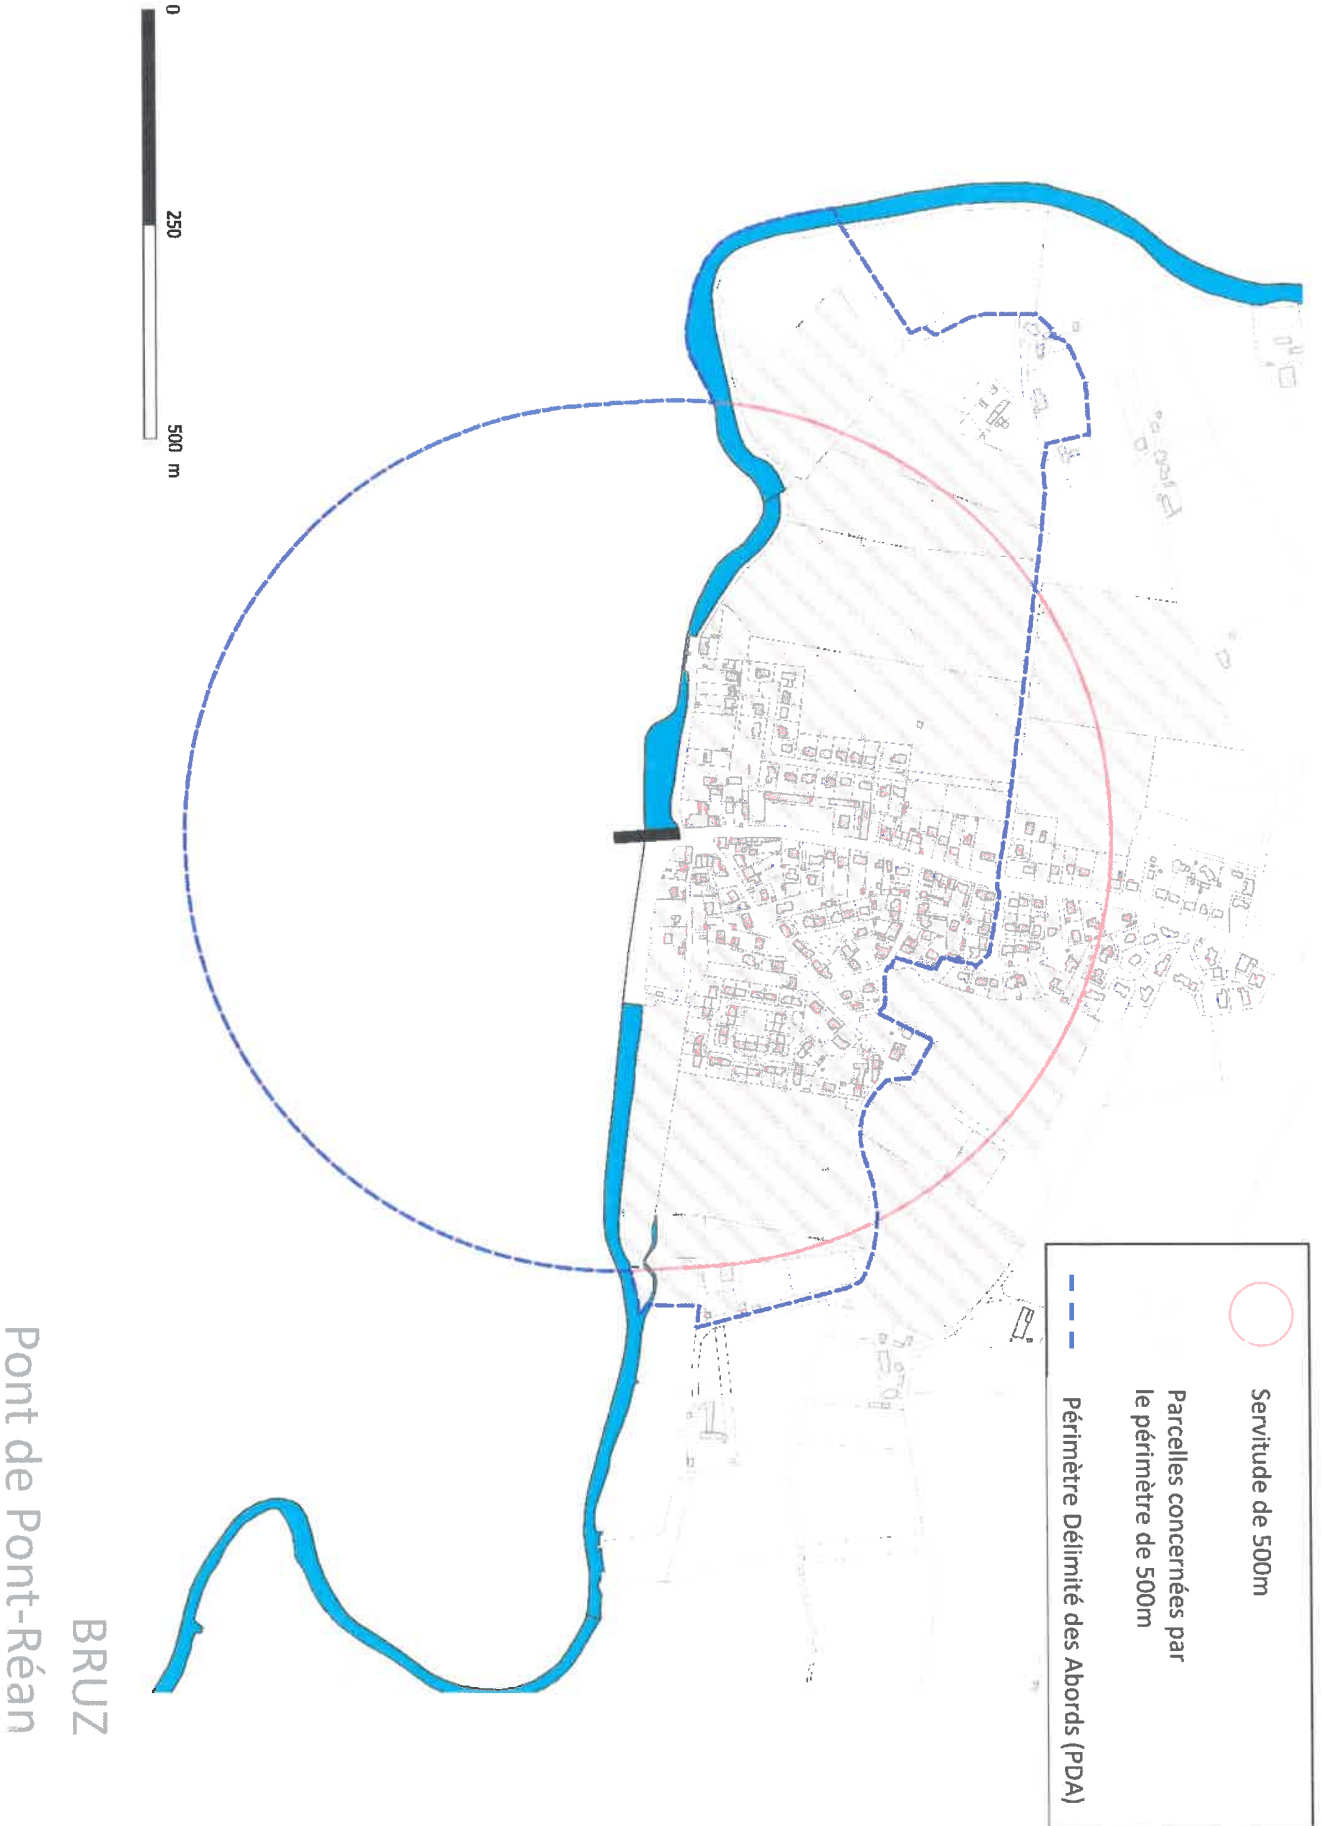 Servitude de 500m
Parcelles concernées par
le périmètre de 500m
Périmètre Délimité des Abords (PDA)
0 250 500 m
BRUZ
Pont de Pont-Réan